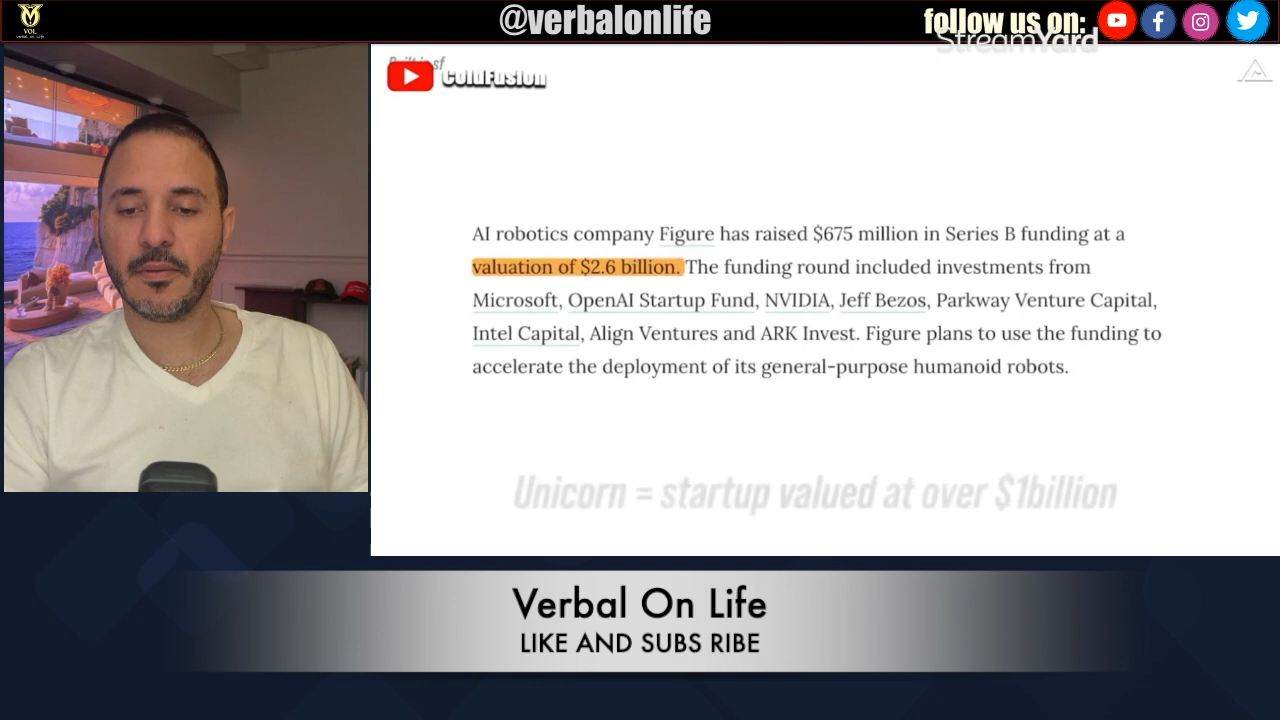 @verbalonlife
follow us on:
VOL
StreamYard
ColdFusion
AI robotics company Figure has raised $675 million in Series B funding at a
valuation of $2.6 billion. The funding round included investments from
Microsoft, OpenAI Startup Fund, NVIDIA, Jeff Bezos, Parkway Venture Capital,
Intel Capital, Align Ventures and ARK Invest. Figure plans to use the funding to
accelerate the deployment of its general-purpose humanoid robots.
Unicorn = startup valued at over $1billion
Verbal On Life
LIKE AND SUBS RIBE